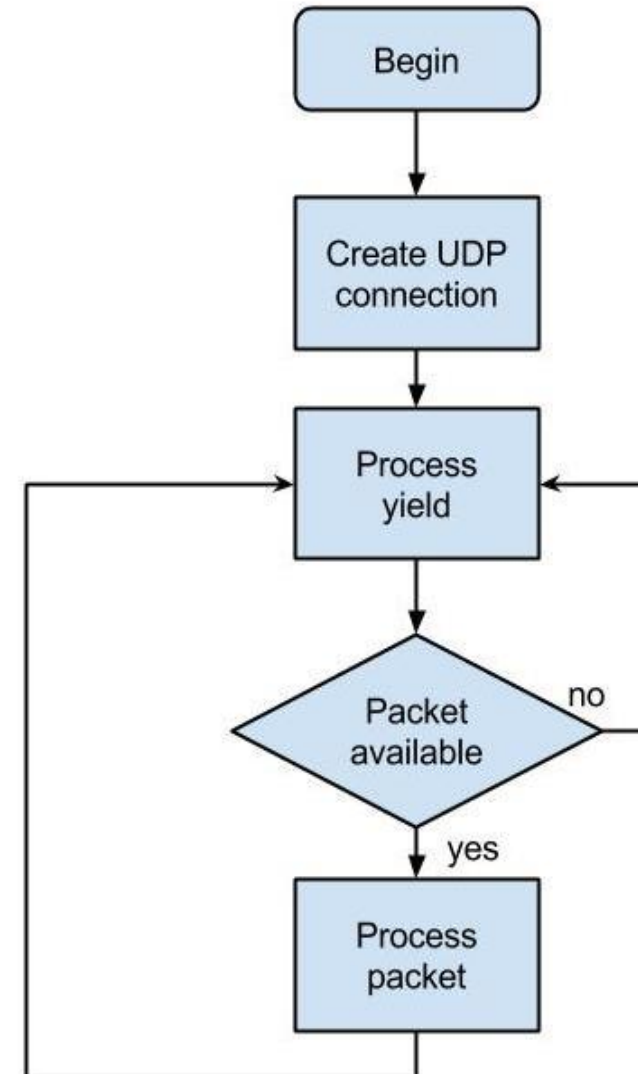 Begin
Create UDP
connection
Process
yield
Packet
available
no
yes
Process
packet